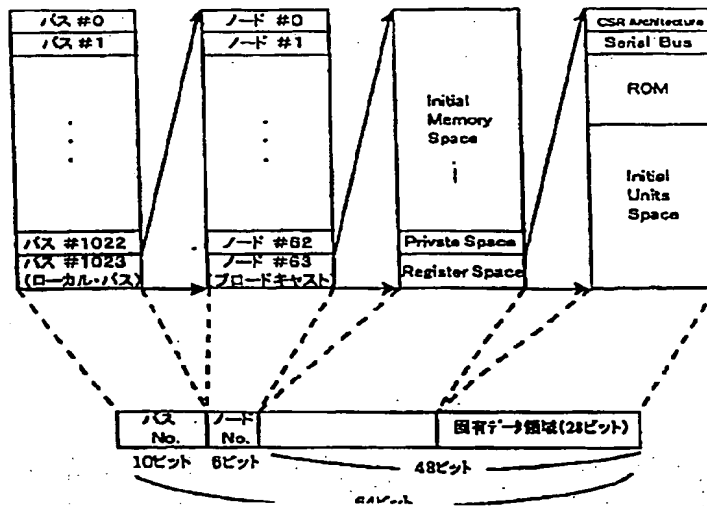 バス #0
バス #1
バス #1022
バス #1023
(ローカル・バス)
ノード #0
ノード #1
ノード #62
ノード #63
(ブロードキャスト)
Initial
Memory
Space
Private Space
Register Space
CSR Architecture
Serial Bus
ROM
Initial
Units
Space
バス
No.
ノード
No.
固有データ領域(28ビット)
10ビット
6ビット
48ビット
64ビット